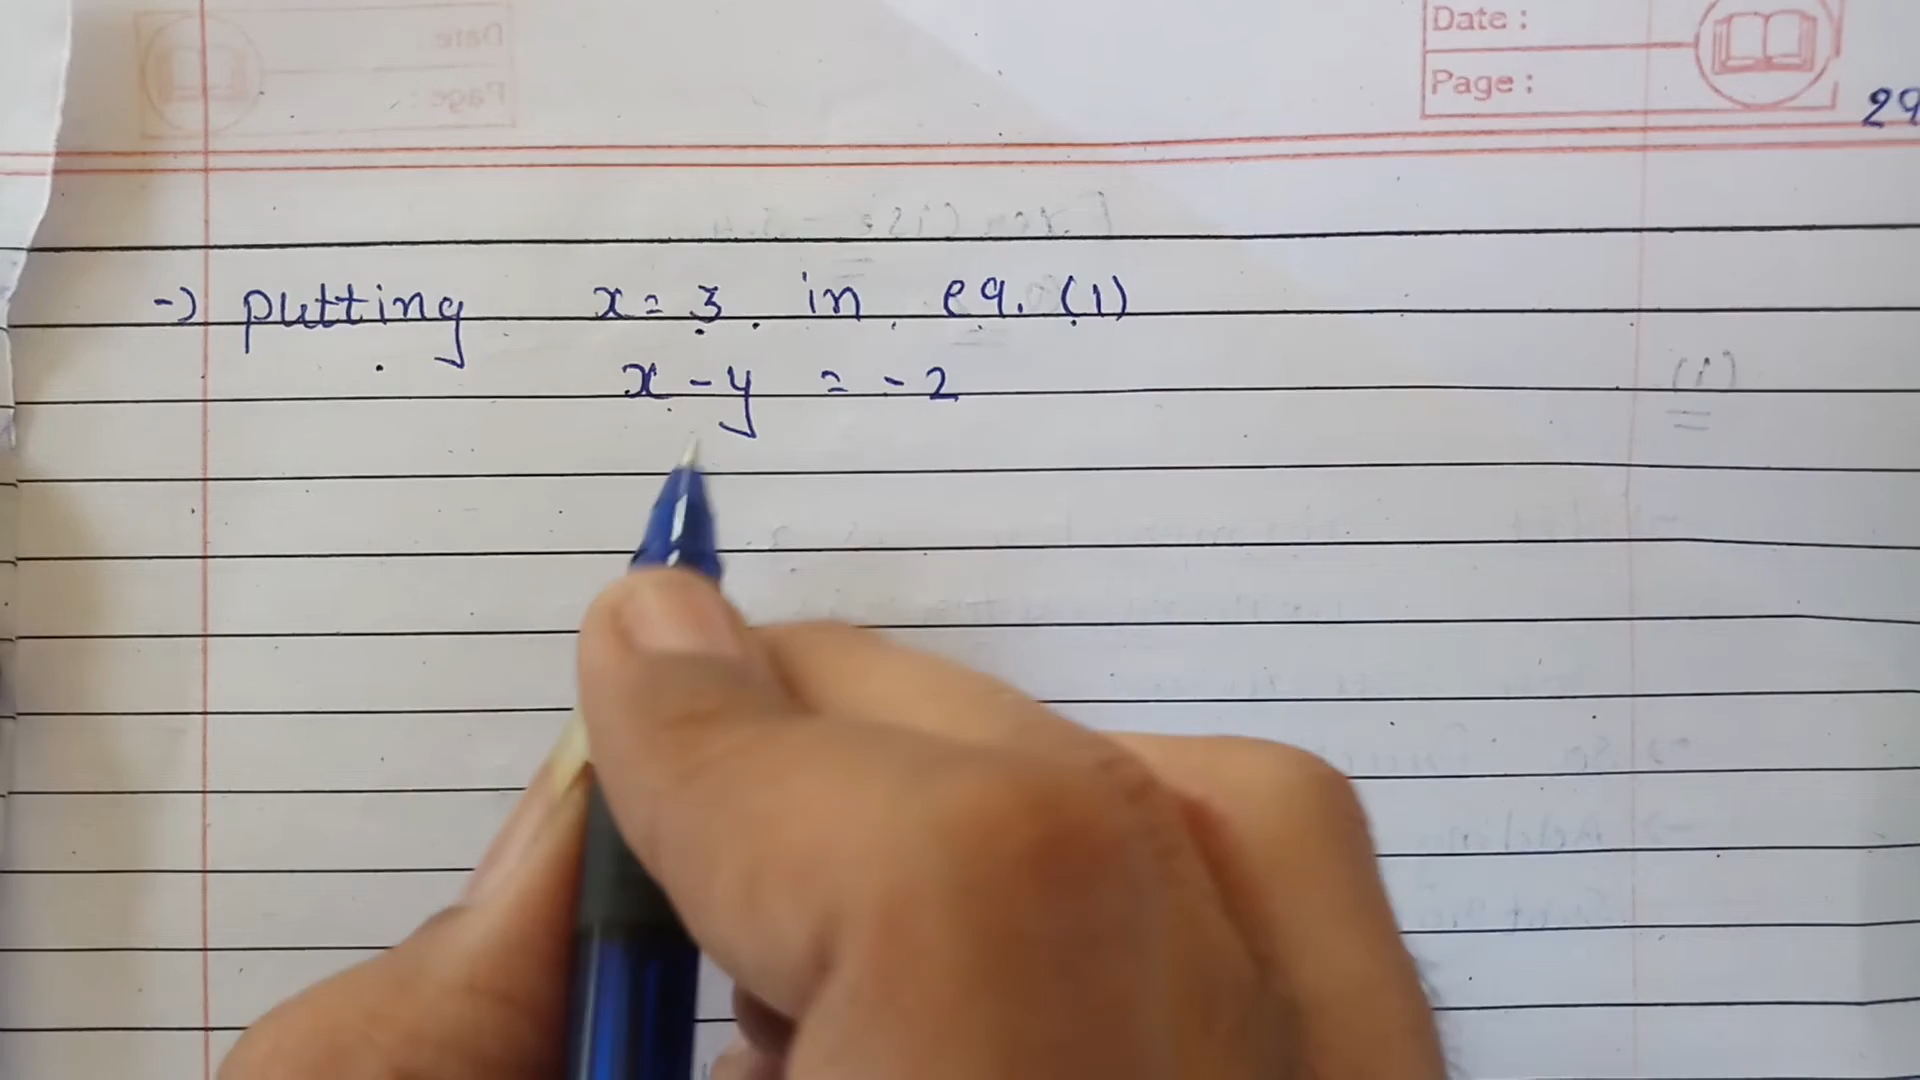 Date :
Page :
29
-> putting x = 3 in eq. (1)
x - y = - 2